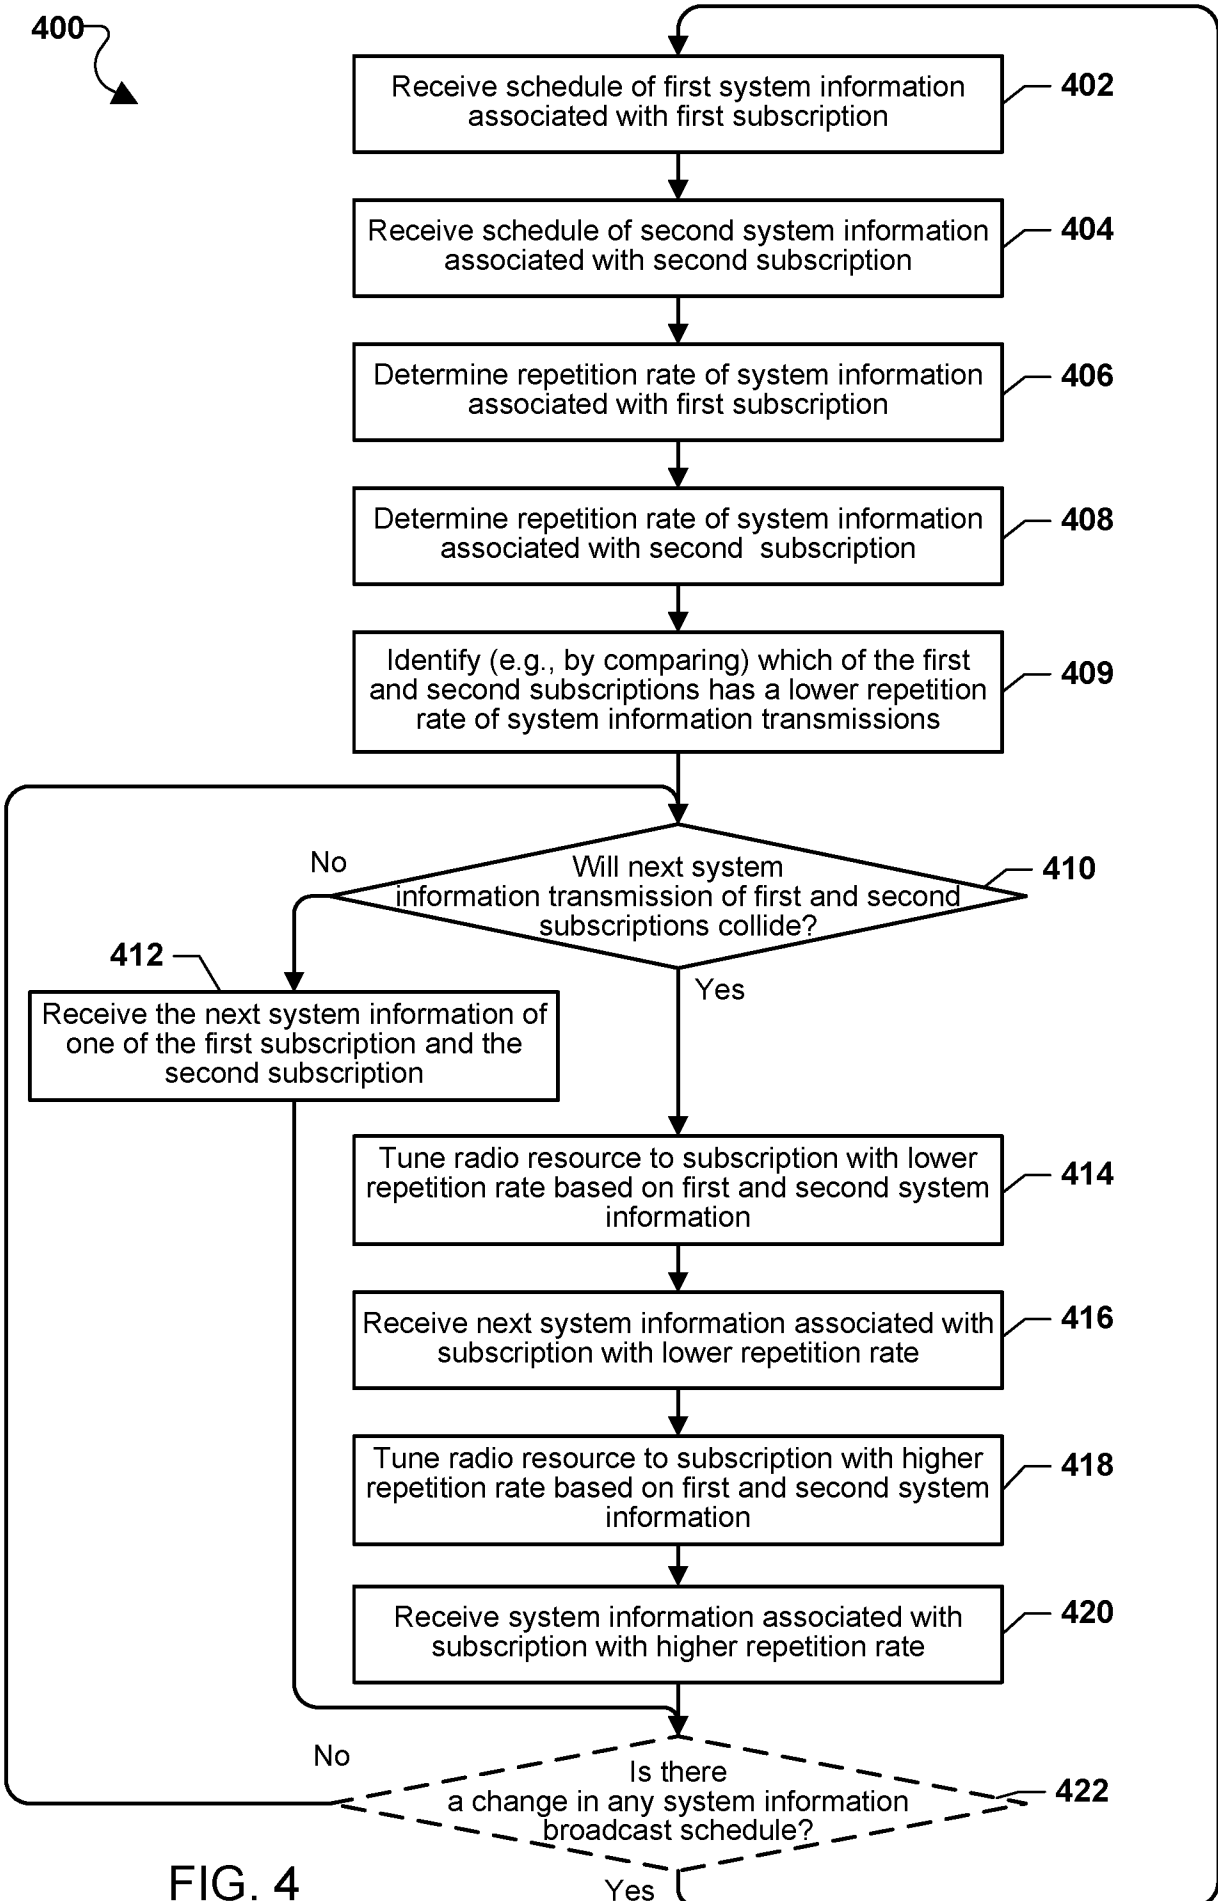 400
Receive schedule of first system information
associated with first subscription
402
Receive schedule of second system information
associated with second subscription
404
Determine repetition rate of system information
associated with first subscription
406
Determine repetition rate of system information
associated with second subscription
408
Identify (e.g., by comparing) which of the first
and second subscriptions has a lower repetition
rate of system information transmissions
409
No
Will next system
information transmission of first and second
subscriptions collide?
410
412
Yes
Receive the next system information of
one of the first subscription and the
second subscription
Tune radio resource to subscription with lower
repetition rate based on first and second system
information
414
Receive next system information associated with
subscription with lower repetition rate
416
Tune radio resource to subscription with higher
repetition rate based on first and second system
information
418
Receive system information associated with
subscription with higher repetition rate
420
No
Is there
a change in any system information
broadcast schedule?
422
Yes
FIG. 4